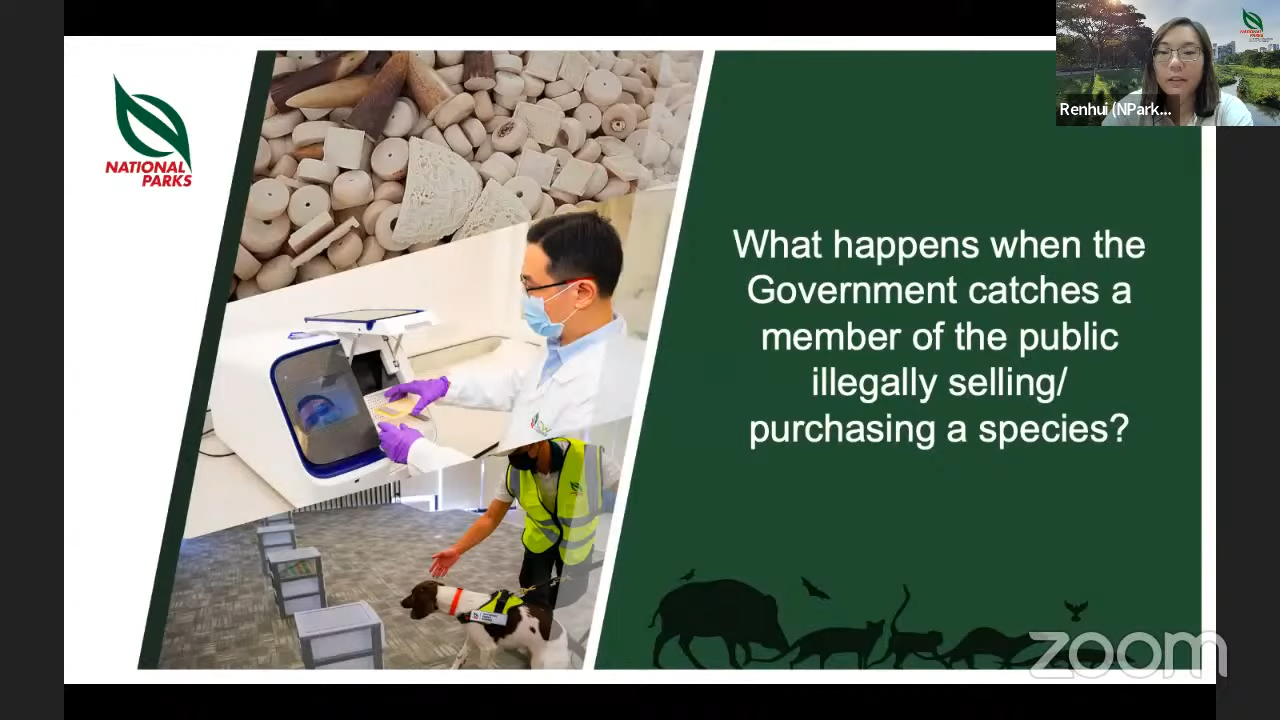 NATIONAL
PARKS
What happens when the
Government catches a
member of the public
illegally selling/
purchasing a species?
NATIONAL
Renhui (NPark...
zoom